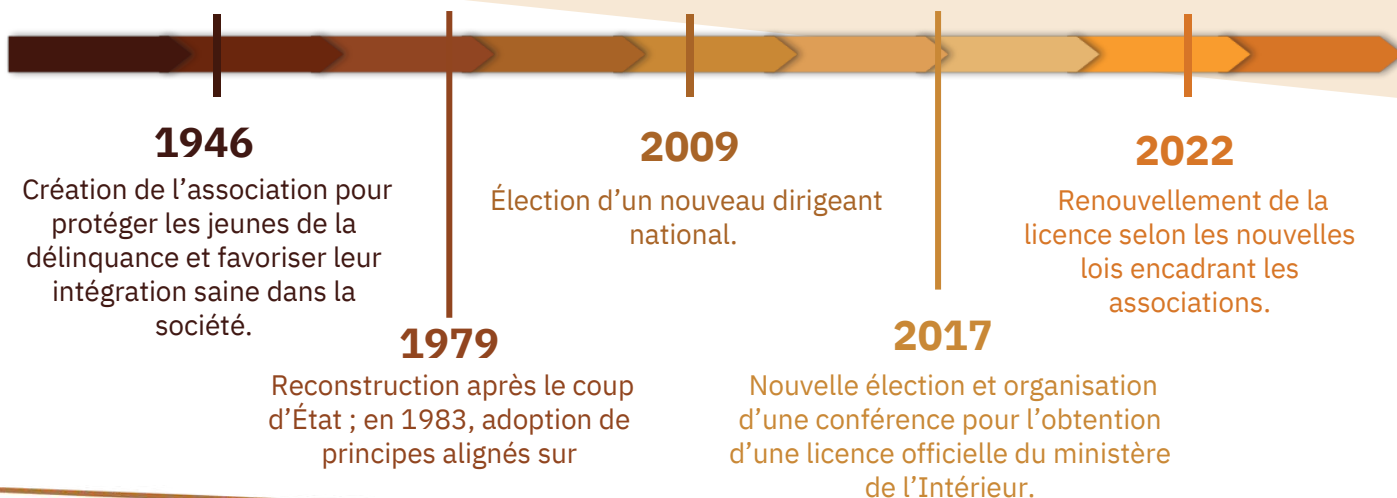 1946
Création de l’association pour
protéger les jeunes de la
délinquance et favoriser leur
intégration saine dans la
société.
1979
Reconstruction après le coup
d’État ; en 1983, adoption de
principes alignés sur
2009
Élection d’un nouveau dirigeant
national.
2017
Nouvelle élection et organisation
d’une conférence pour l’obtention
d’une licence officielle du ministère
de l’Intérieur.
2022
Renouvellement de la
licence selon les nouvelles
lois encadrant les
associations.